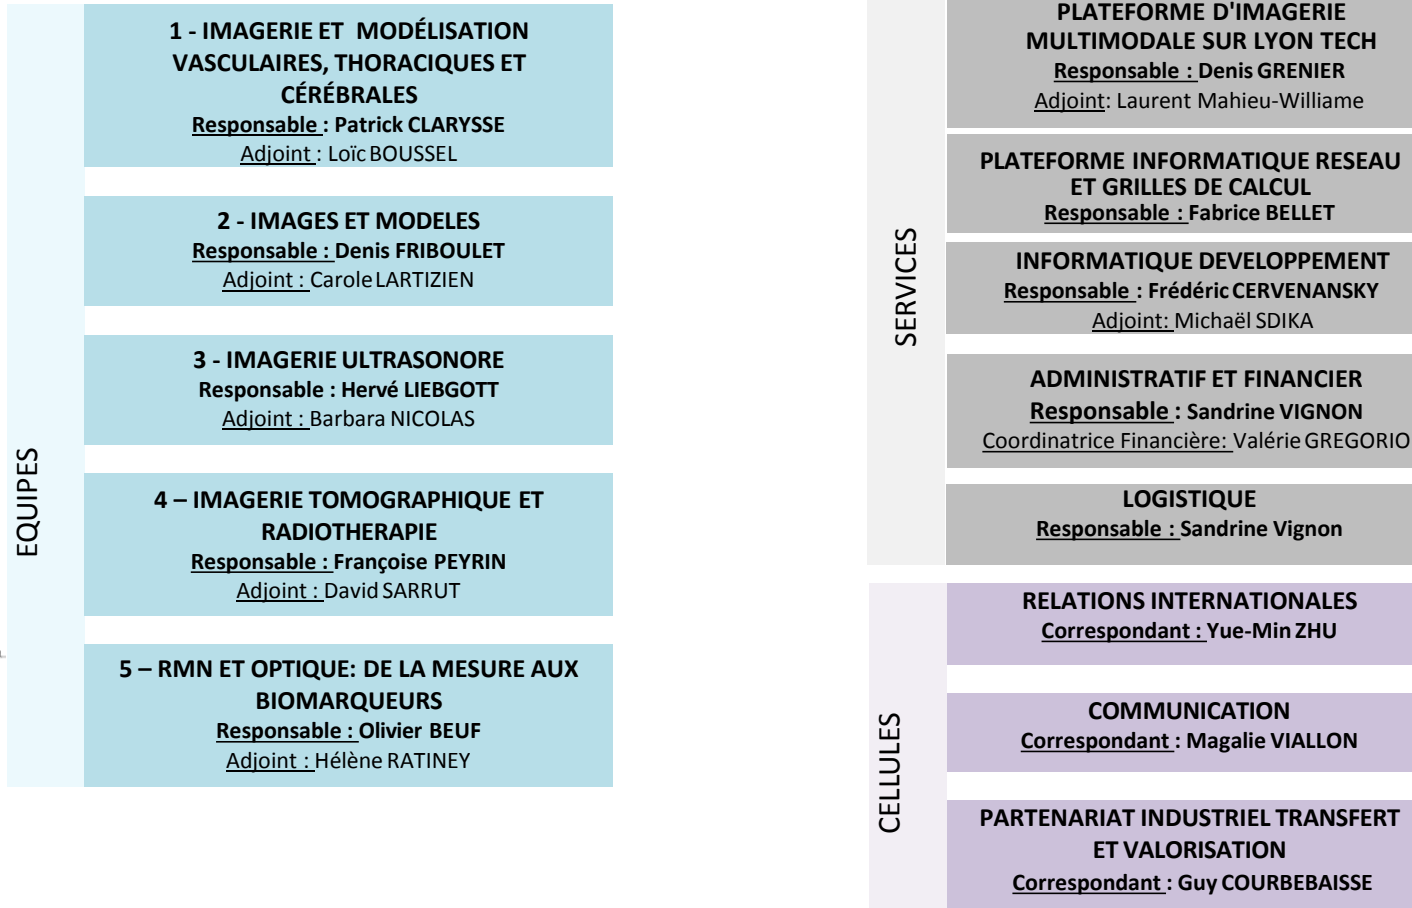 EQUIPES
1 - IMAGERIE ET MODÉLISATION
VASCULAIRES, THORACIQUES ET
CÉRÉBRALES
Responsable : Patrick CLARYSSE
Adjoint : Loïc BOUSSEL
2 - IMAGES ET MODELES
Responsable : Denis FRIBOULET
Adjoint : Carole LARTIZIEN
3 - IMAGERIE ULTRASONORE
Responsable : Hervé LIEBGOTT
Adjoint : Barbara NICOLAS
4 – IMAGERIE TOMOGRAPHIQUE ET
RADIOTHERAPIE
Responsable : Françoise PEYRIN
Adjoint : David SARRUT
5 – RMN ET OPTIQUE: DE LA MESURE AUX
BIOMARQUEURS
Responsable : Olivier BEUF
Adjoint : Hélène RATINEY
SERVICES
PLATEFORME D'IMAGERIE
MULTIMODALE SUR LYON TECH
Responsable : Denis GRENIER
Adjoint: Laurent Mahieu-Williame
PLATEFORME INFORMATIQUE RESEAU
ET GRILLES DE CALCUL
Responsable : Fabrice BELLET
INFORMATIQUE DEVELOPPEMENT
Responsable : Frédéric CERVENANSKY
Adjoint: Michaël SDIKA
ADMINISTRATIF ET FINANCIER
Responsable : Sandrine VIGNON
Coordinatrice Financière: Valérie GREGORIO
LOGISTIQUE
Responsable : Sandrine Vignon
CELLULES
RELATIONS INTERNATIONALES
Correspondant : Yue-Min ZHU
COMMUNICATION
Correspondant : Magalie VIALLON
PARTENARIAT INDUSTRIEL TRANSFERT
ET VALORISATION
Correspondant : Guy COURBEBAISSE